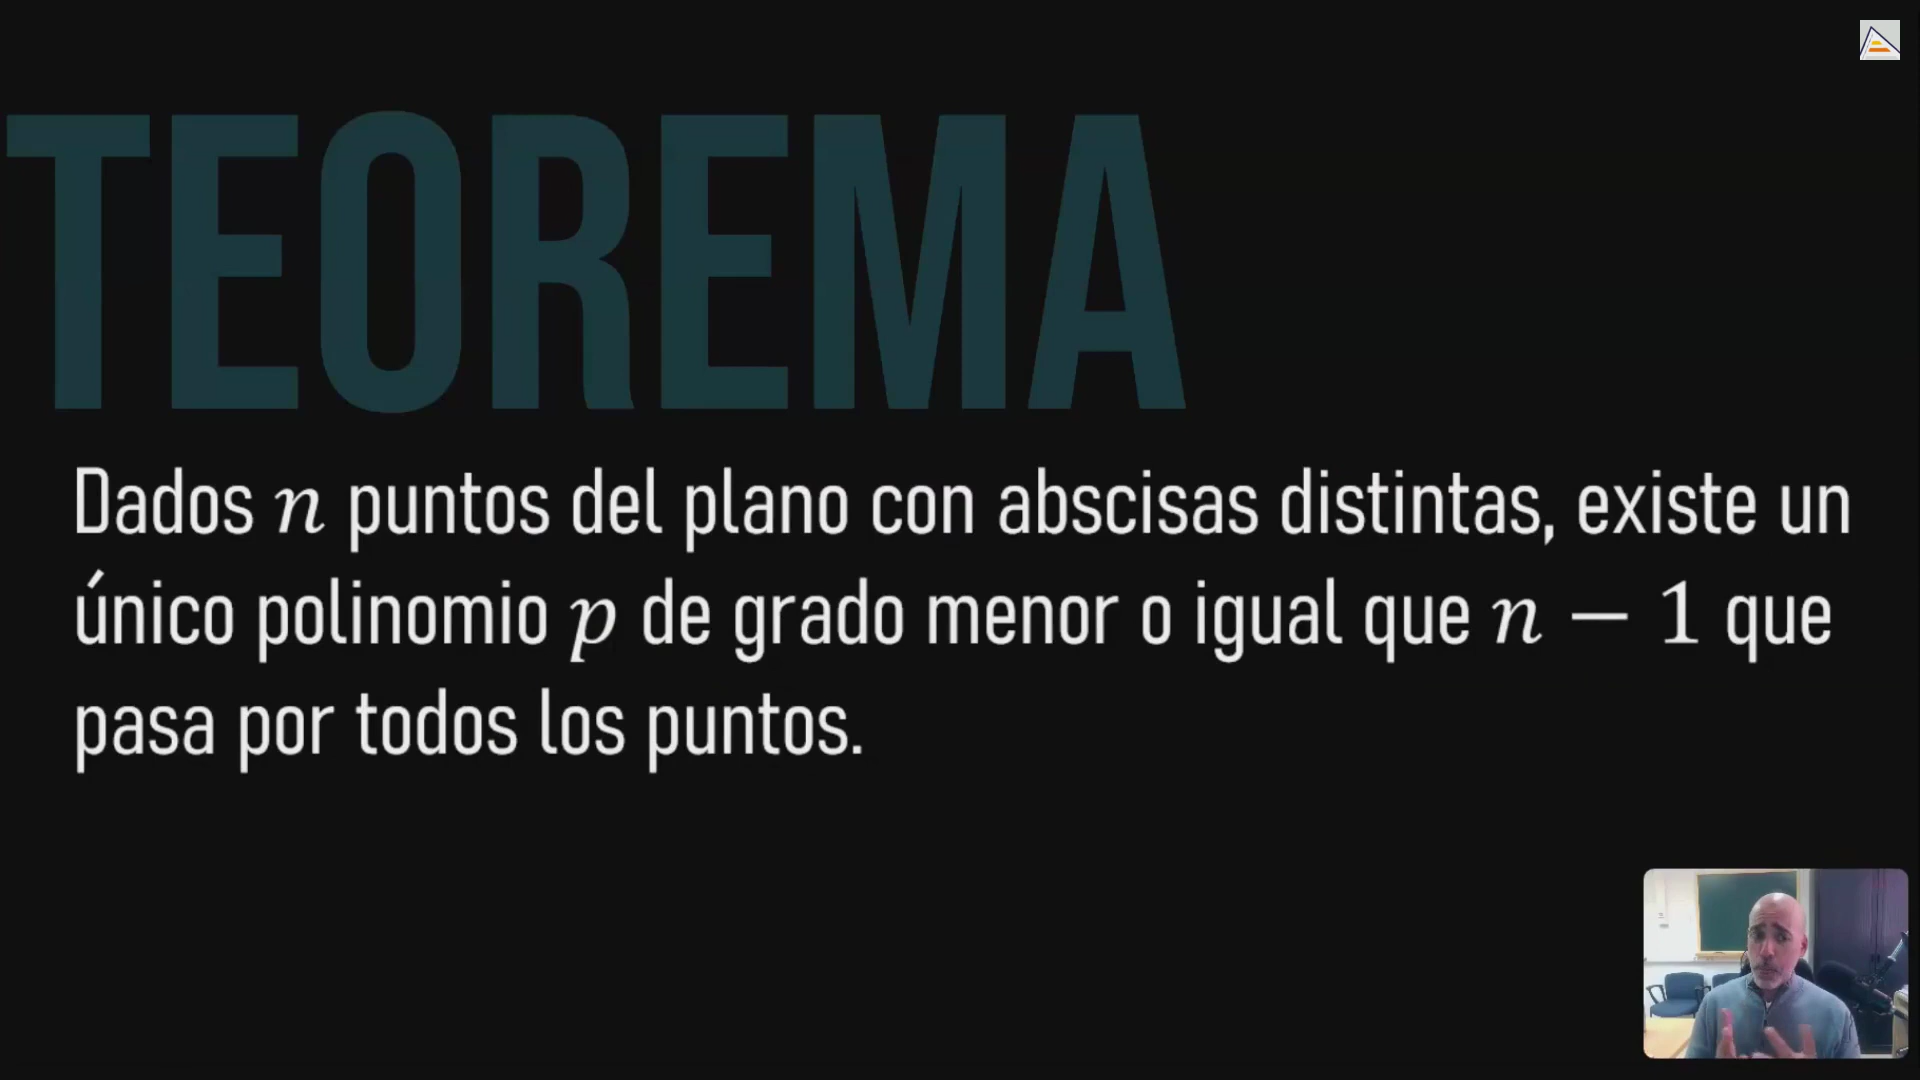 TEOREMA
Dados n puntos del plano con abscisas distintas, existe un
único polinomio p de grado menor o igual que n − 1 que
pasa por todos los puntos.